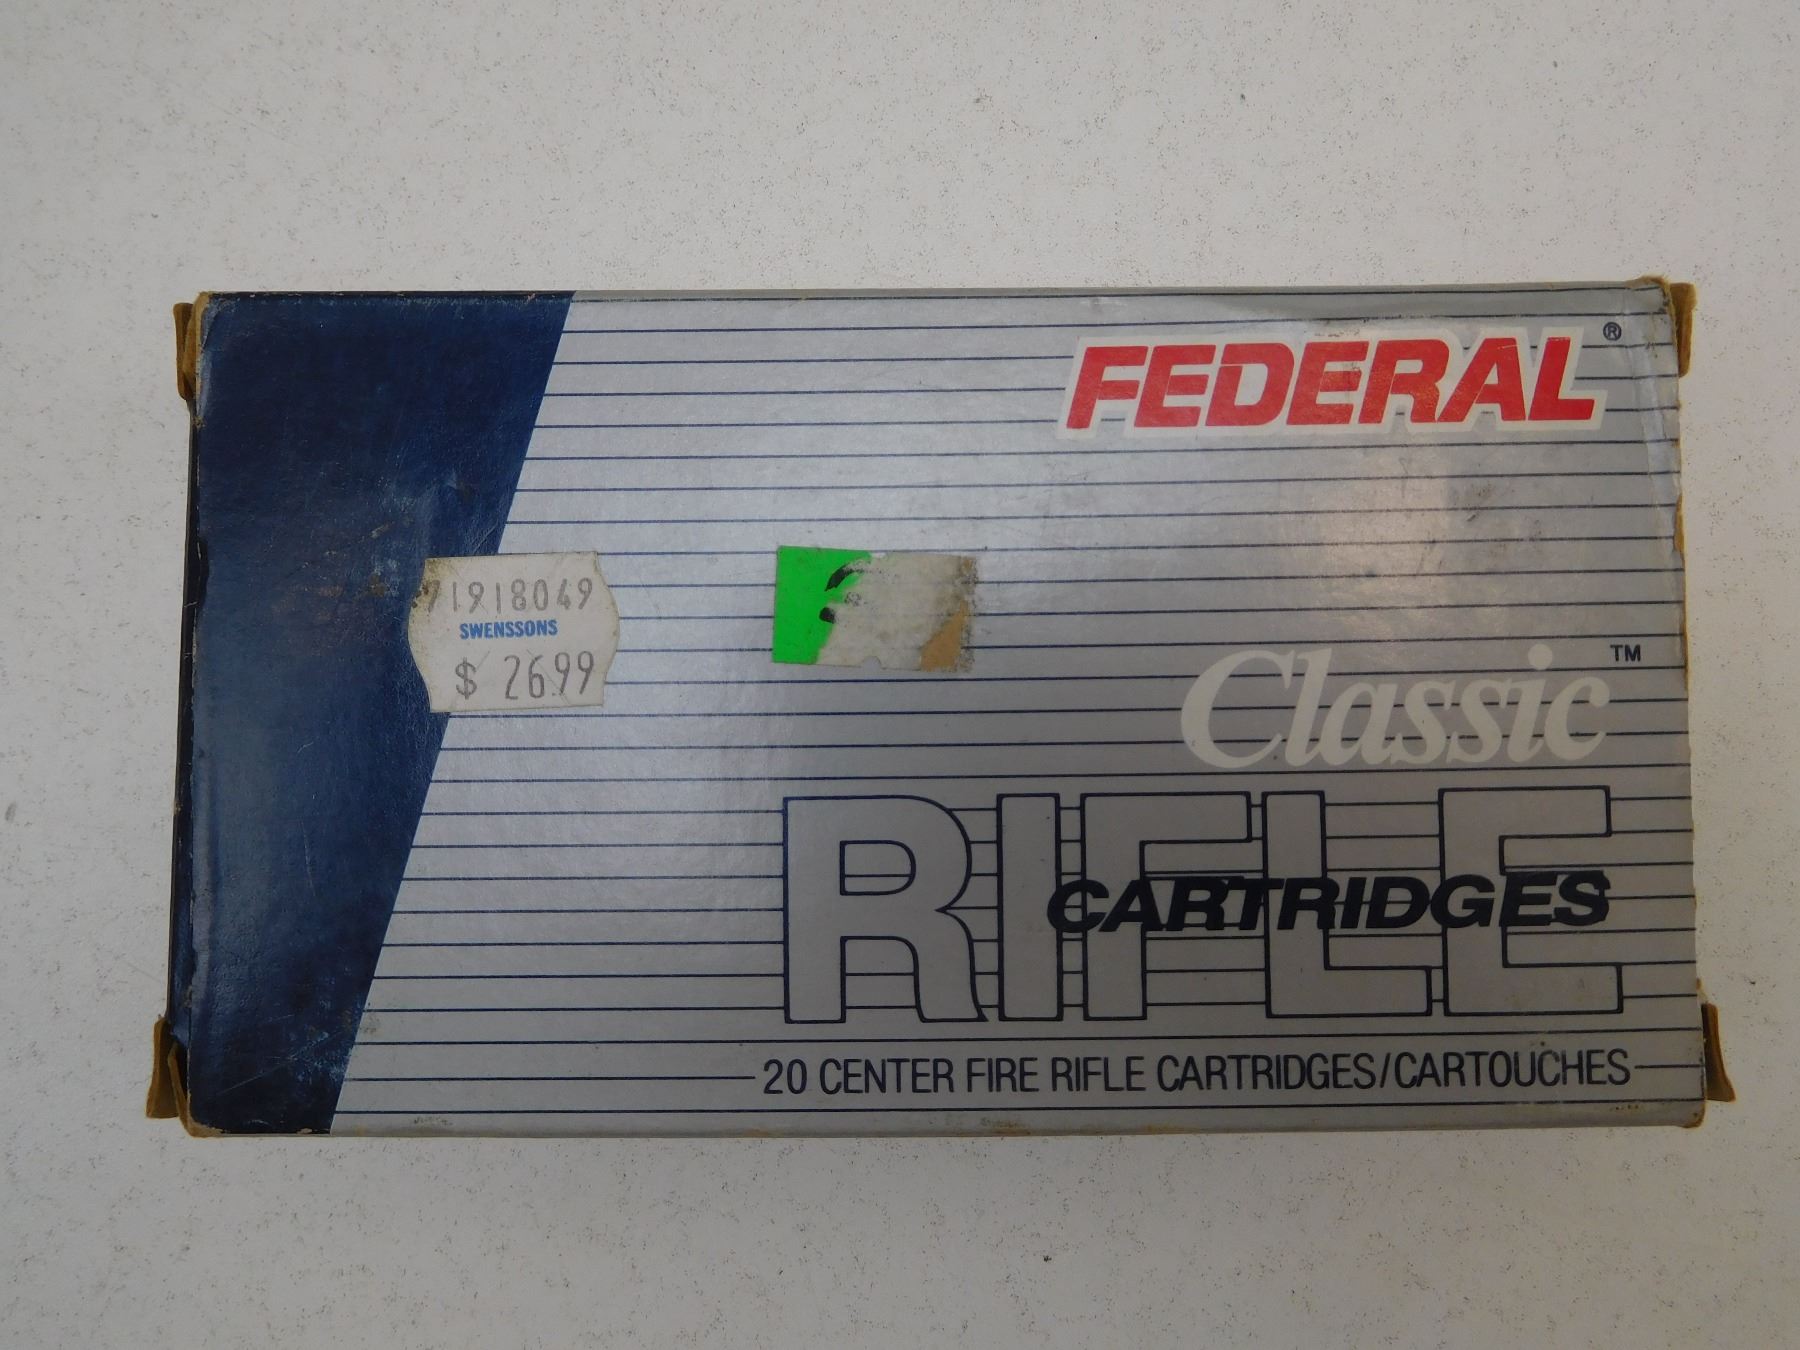 FEDERAL®
71918049
SWENSSONS
$ 26.99
Classic™
RIFLE
CARTRIDGES
20 CENTER FIRE RIFLE CARTRIDGES/CARTOUCHES